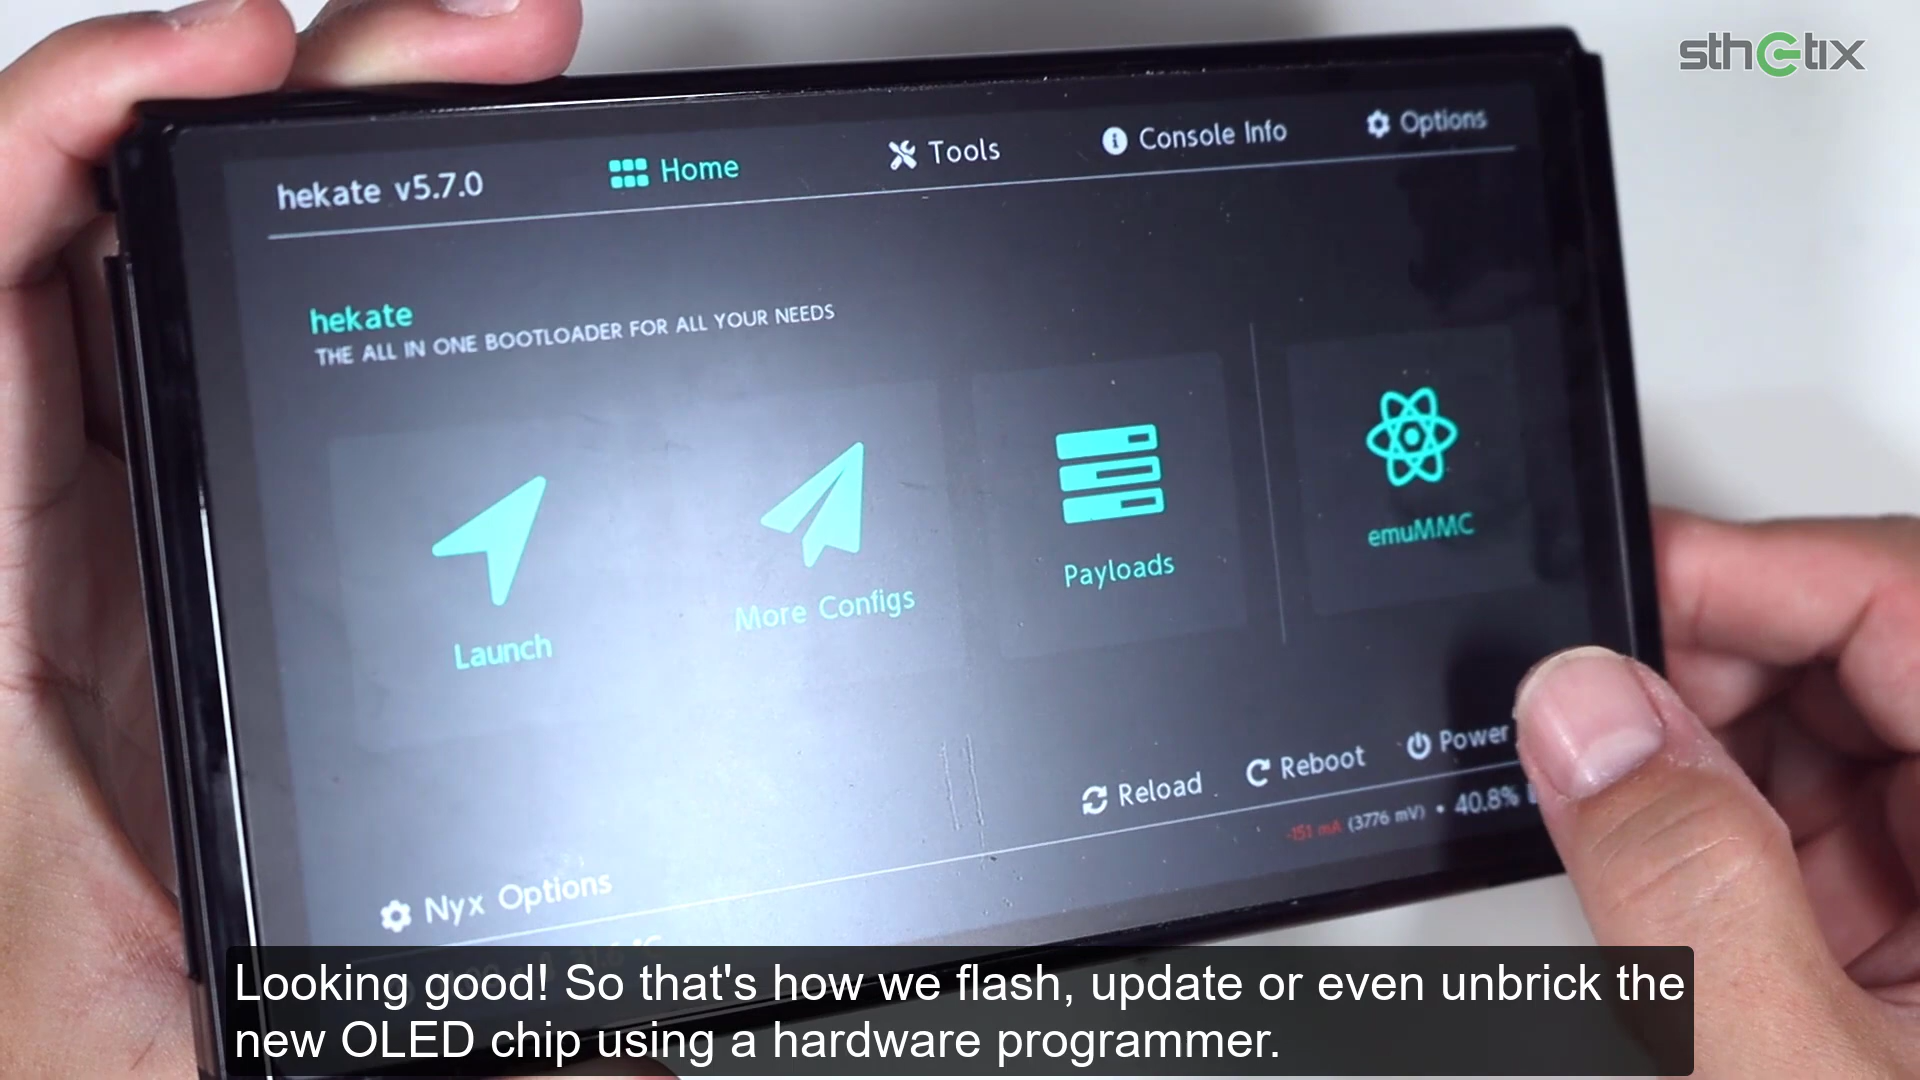 sthetix
hekate v5.7.0
Home
Tools
Console Info
Options
hekate
THE ALL IN ONE BOOTLOADER FOR ALL YOUR NEEDS
Launch
More Configs
Payloads
emuMMC
Reload
Reboot
Power
-151 mA (3776 mV) • 40.8%
Nyx Options
Looking good! So that's how we flash, update or even unbrick the
new OLED chip using a hardware programmer.